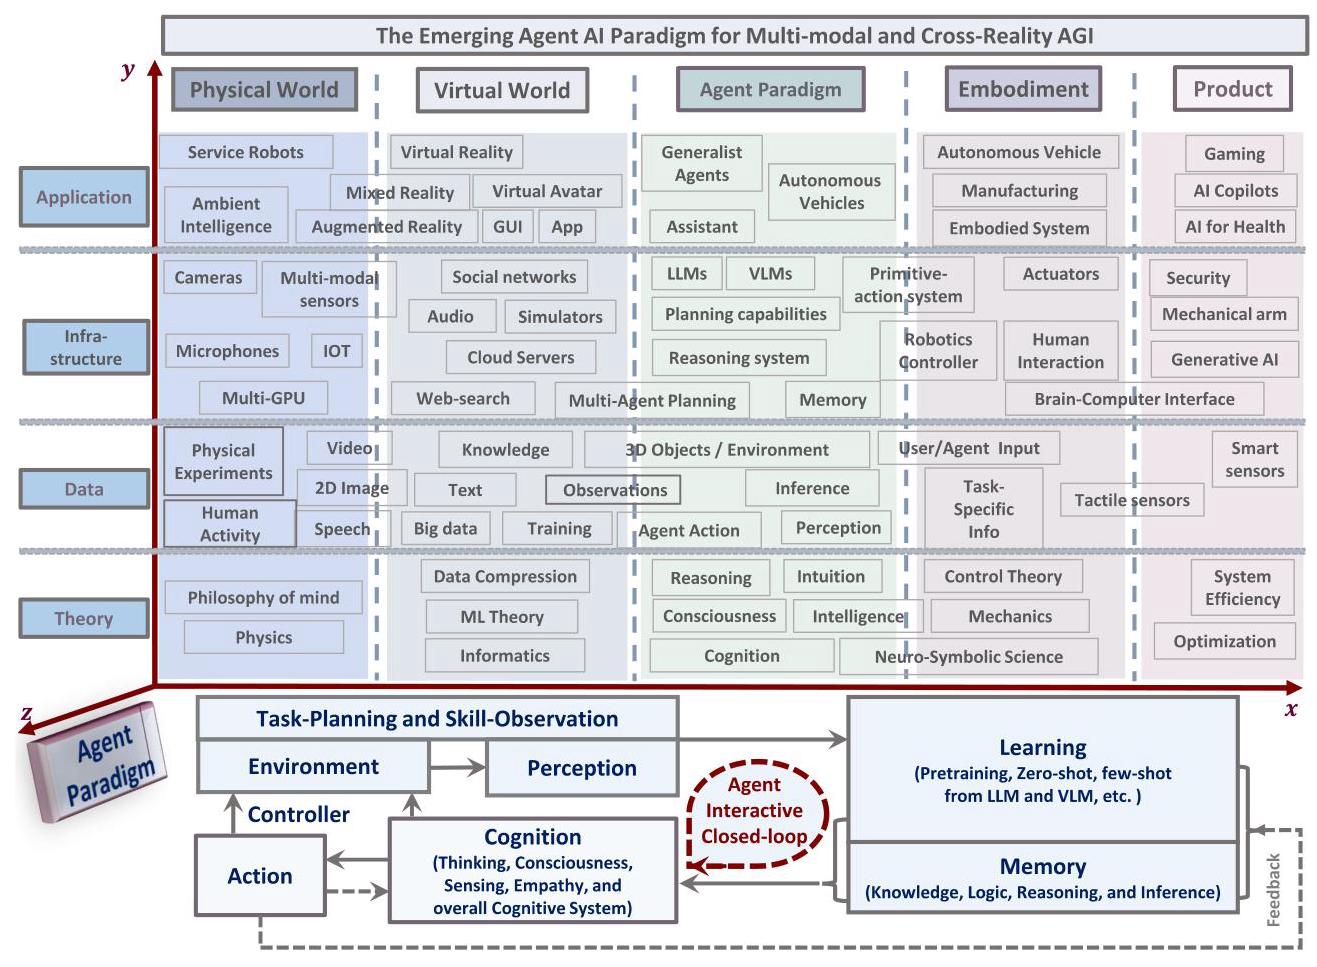 The Emerging Agent AI Paradigm for Multi-modal and Cross-Reality AGI
y
Physical World
Virtual World
Agent Paradigm
Embodiment
Product
Application
Service Robots
Virtual Reality
Generalist
Agents
Autonomous
Vehicles
Autonomous Vehicle
Gaming
Ambient
Intelligence
Mixed Reality
Virtual Avatar
Manufacturing
AI Copilots
Augmented Reality
GUI
App
Assistant
Embodied System
AI for Health
Infra-
structure
Cameras
Multi-modal
sensors
Social networks
LLMs
VLMs
Primitive-
action system
Actuators
Security
Audio
Simulators
Planning capabilities
Mechanical arm
Microphones
IOT
Cloud Servers
Reasoning system
Robotics
Controller
Human
Interaction
Generative AI
Multi-GPU
Web-search
Multi-Agent Planning
Memory
Brain-Computer Interface
Data
Physical
Experiments
Video
Knowledge
3D Objects / Environment
User/Agent Input
Smart
sensors
2D Image
Text
Observations
Inference
Task-
Specific
Info
Tactile sensors
Human
Activity
Speech
Big data
Training
Agent Action
Perception
Theory
Philosophy of mind
Data Compression
Reasoning
Intuition
Control Theory
System
Efficiency
Physics
ML Theory
Consciousness
Intelligence
Mechanics
Optimization
Informatics
Cognition
Neuro-Symbolic Science
z
x
Agent
Paradigm
Task-Planning and Skill-Observation
Environment
Perception
Controller
Action
Cognition
(Thinking, Consciousness,
Sensing, Empathy, and
overall Cognitive System)
Agent
Interactive
Closed-loop
Learning
(Pretraining, Zero-shot, few-shot
from LLM and VLM, etc. )
Memory
(Knowledge, Logic, Reasoning, and Inference)
Feedback